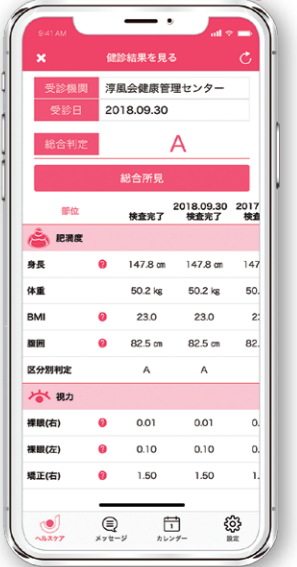 9:41 AM
健診結果を見る
受診機関 淳風会健康管理センター
受診日 2018.09.30
総合判定 A
総合所見
部位 検査完了 2018.09.30 検査完了 2017
肥満度
身長 147.8 cm 147.8 cm 147
体重 50.2 kg 50.2 kg 50.
BMI 23.0 23.0
腹囲 82.5 cm 82.5 cm 82.
区分別判定 A A
視力
裸眼(右) 0.01 0.01 0.
裸眼(左) 0.10 0.10 0.
矯正(右) 1.50 1.50 1.
ヘルスケア メッセージ カレンダー 設定